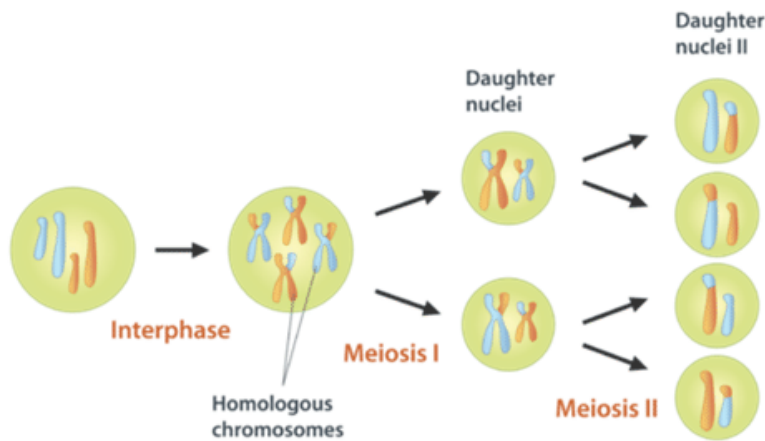 Daughter
nuclei II
Daughter
nuclei
Interphase
Meiosis I
Homologous
chromosomes
Meiosis II